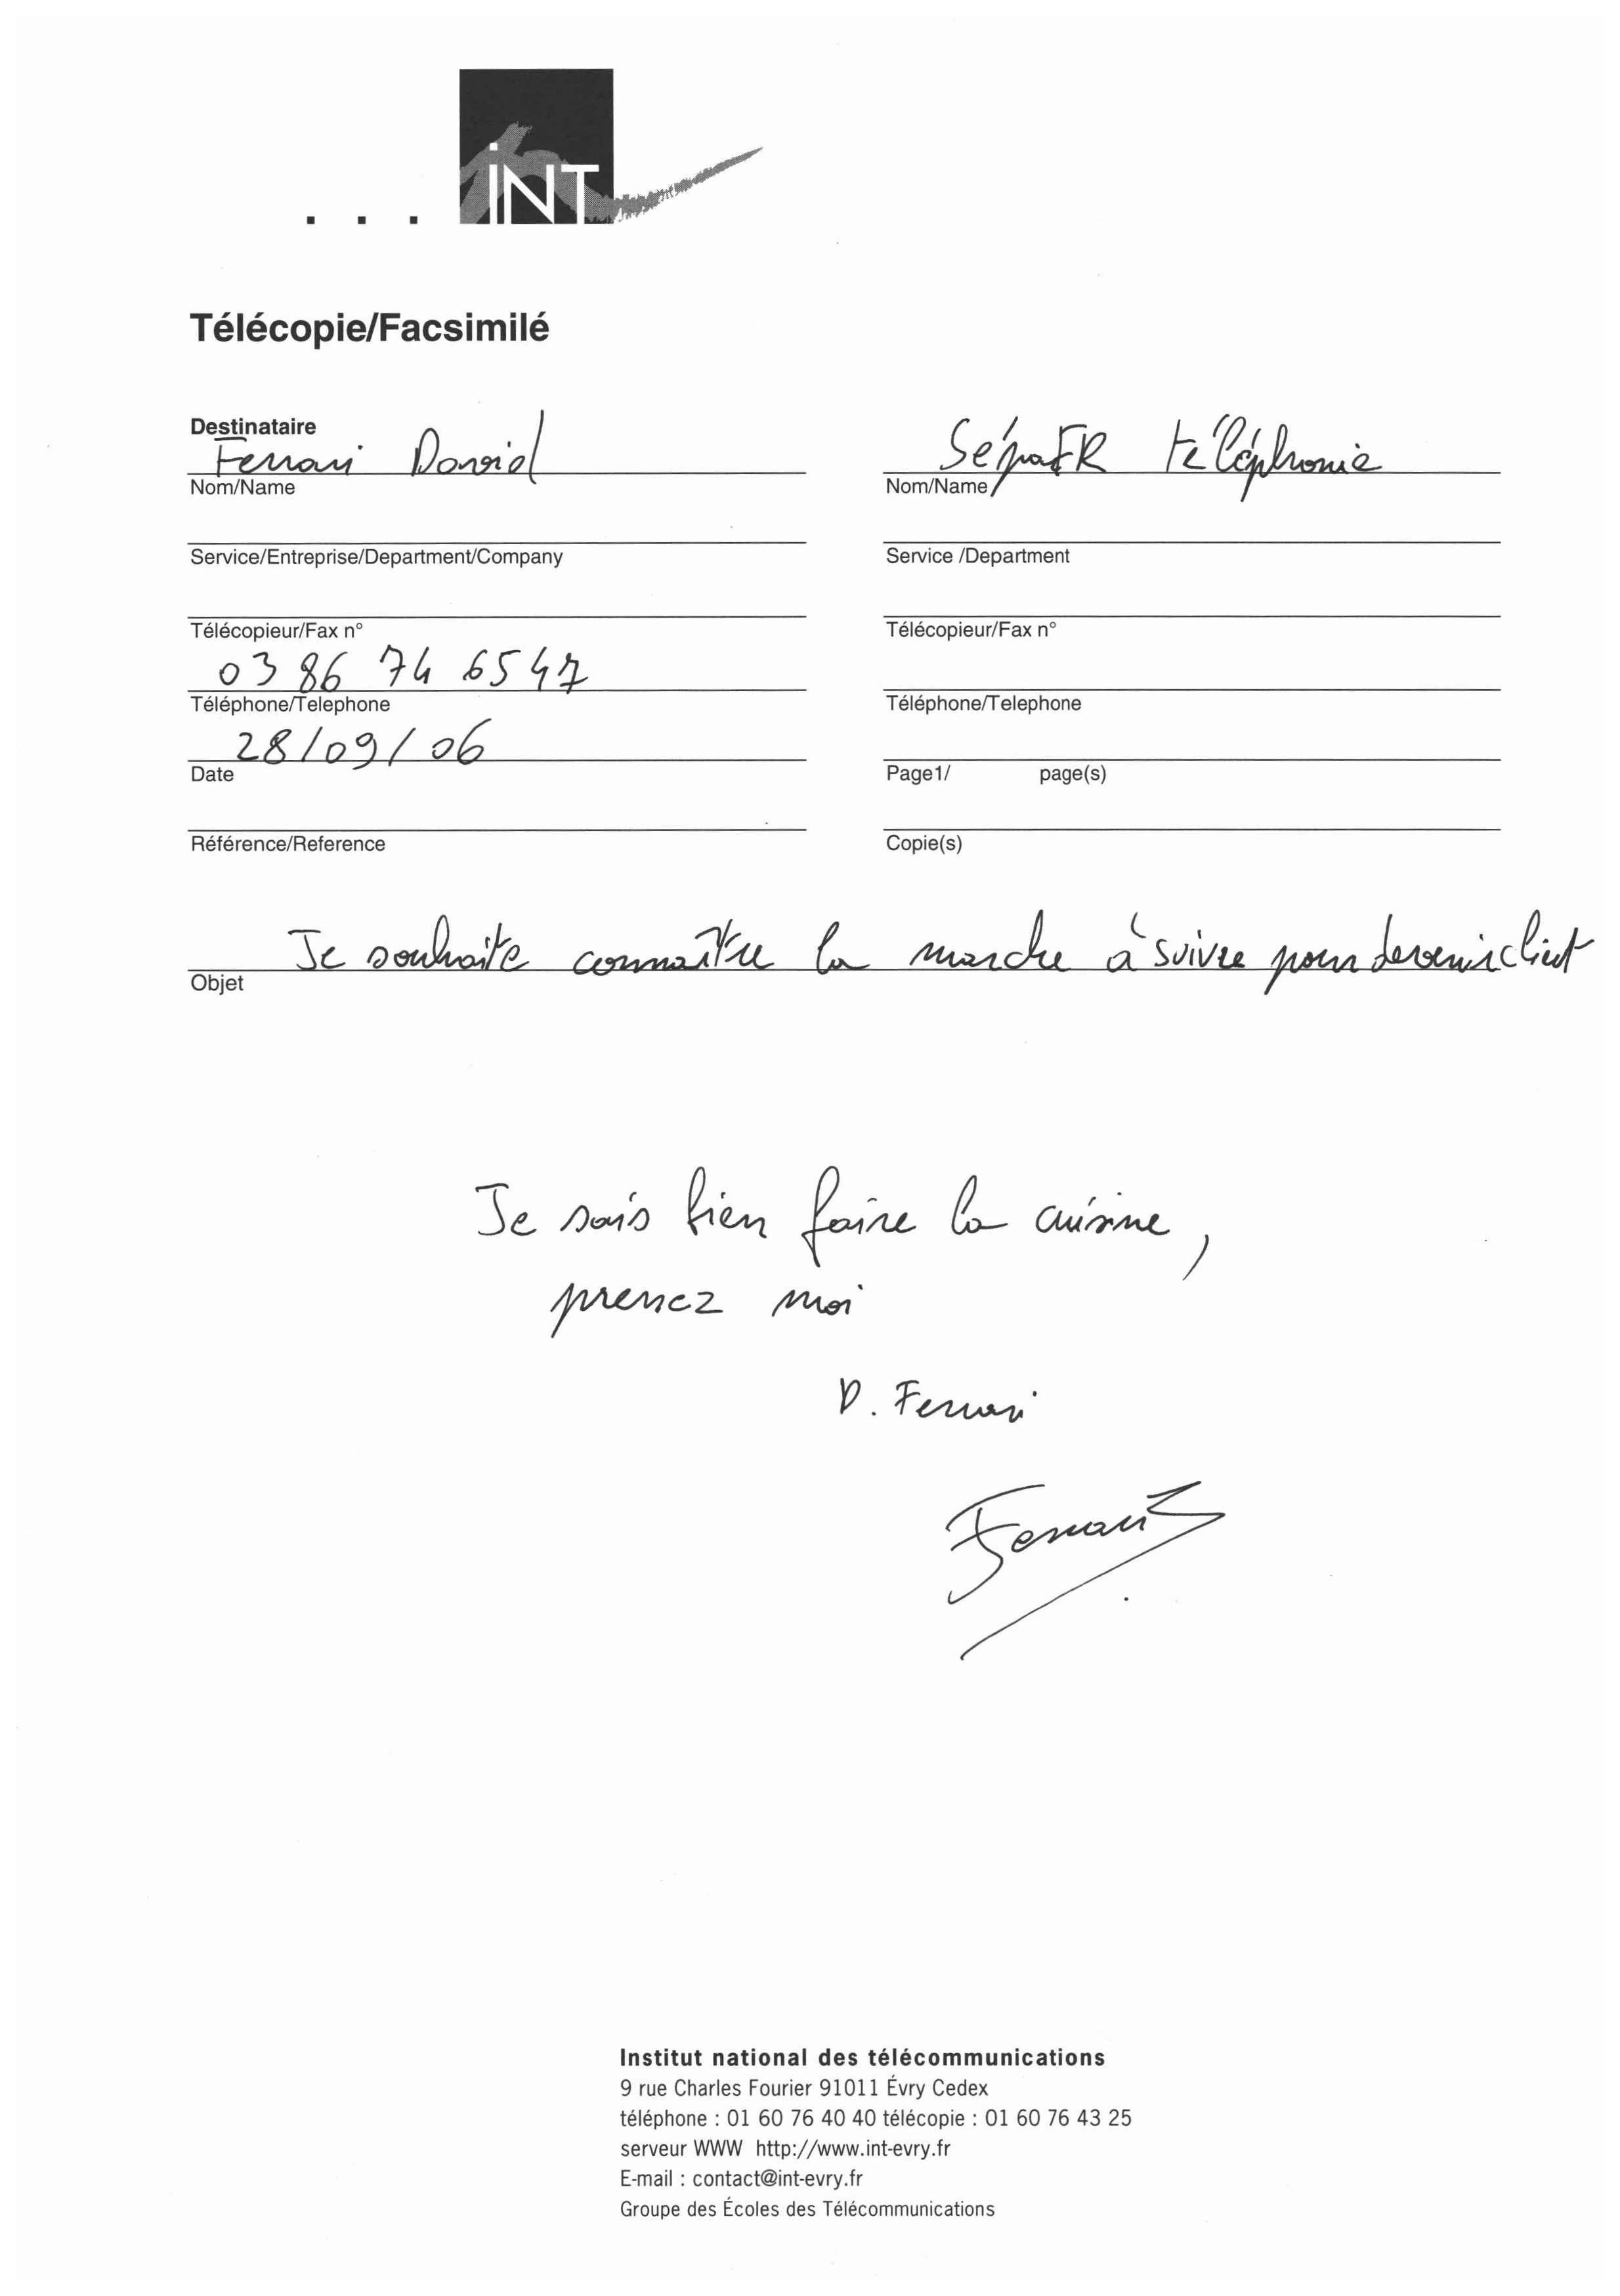 ... iNT
Télécopie/Facsimilé
Destinataire
Ferrari David
Nom/Name
Service/Entreprise/Department/Company
Télécopieur/Fax n°
03 86 74 65 47
Téléphone/Telephone
28/09/06
Date
Référence/Reference
SépaFR téléphonie
Nom/Name
Service /Department
Télécopieur/Fax n°
Téléphone/Telephone
Page1/ page(s)
Copie(s)
Je souhaite connaître la marche à suivre pour devenir client
Objet
Je sais bien faire la cuisine,
prenez moi
D. Ferrari
Ferrari
Institut national des télécommunications
9 rue Charles Fourier 91011 Évry Cedex
téléphone : 01 60 76 40 40 télécopie : 01 60 76 43 25
serveur WWW http://www.int-evry.fr
E-mail : contact@int-evry.fr
Groupe des Écoles des Télécommunications